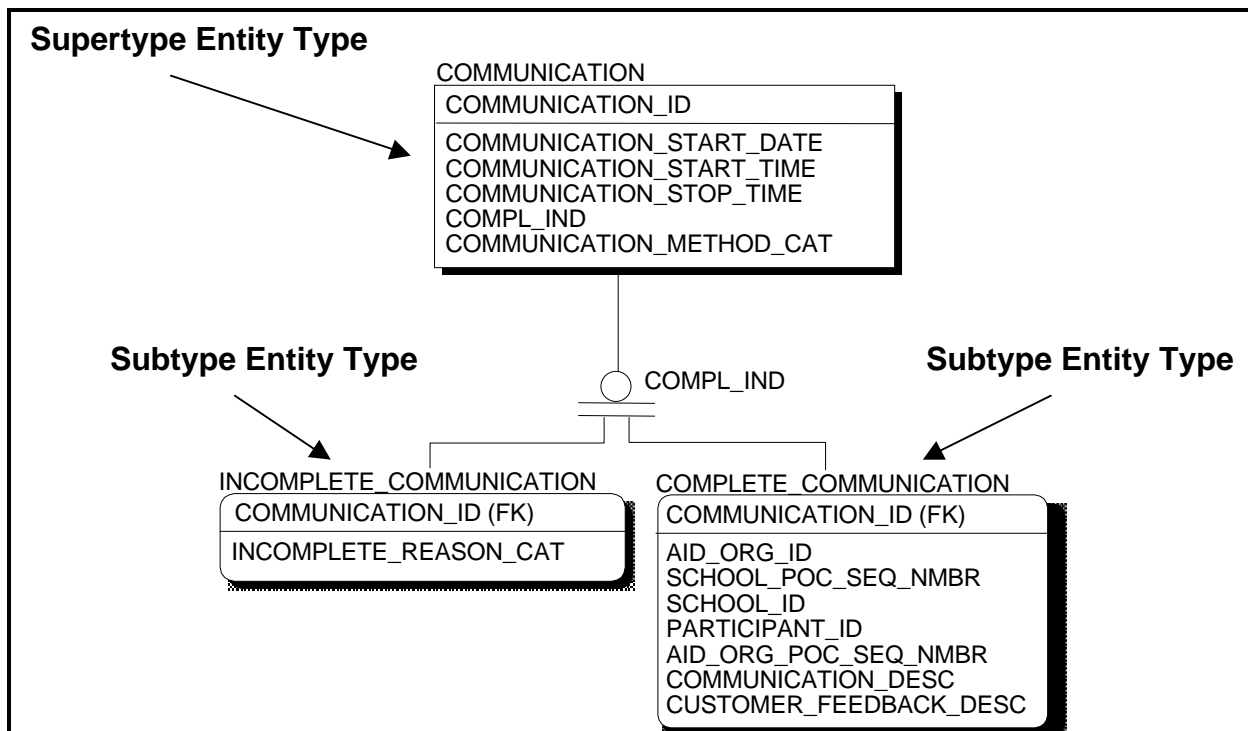 Supertype Entity Type
COMMUNICATION
COMMUNICATION_ID
COMMUNICATION_START_DATE
COMMUNICATION_START_TIME
COMMUNICATION_STOP_TIME
COMPL_IND
COMMUNICATION_METHOD_CAT
Subtype Entity Type
COMPL_IND
Subtype Entity Type
INCOMPLETE_COMMUNICATION
COMMUNICATION_ID (FK)
INCOMPLETE_REASON_CAT
COMPLETE_COMMUNICATION
COMMUNICATION_ID (FK)
AID_ORG_ID
SCHOOL_POC_SEQ_NMBR
SCHOOL_ID
PARTICIPANT_ID
AID_ORG_POC_SEQ_NMBR
COMMUNICATION_DESC
CUSTOMER_FEEDBACK_DESC